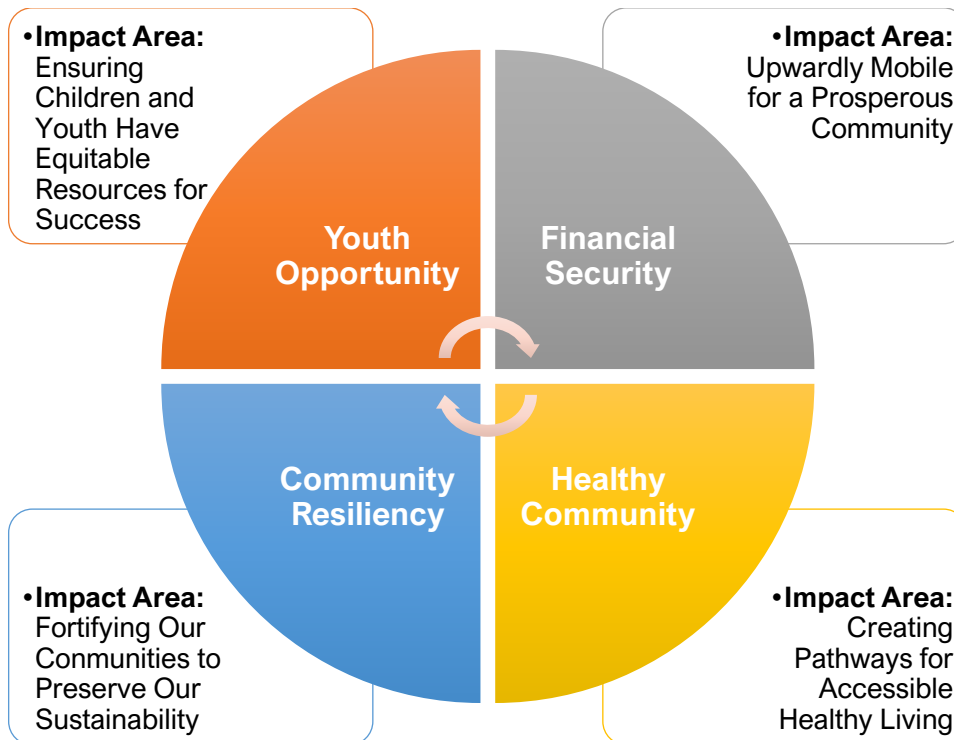 •Impact Area:
Ensuring
Children and
Youth Have
Equitable
Resources for
Success
•Impact Area:
Upwardly Mobile
for a Prosperous
Community
Youth
Opportunity
Financial
Security
Community
Resiliency
Healthy
Community
•Impact Area:
Fortifying Our
Conmunities to
Preserve Our
Sustainability
•Impact Area:
Creating
Pathways for
Accessible
Healthy Living